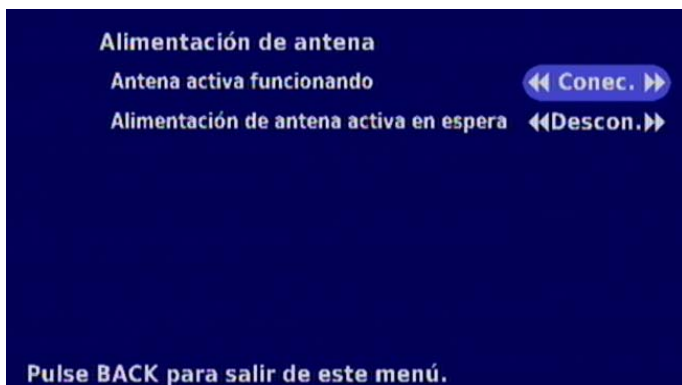 Alimentación de antena
Antena activa funcionando Conec.
Alimentación de antena activa en espera Descon.
Pulse BACK para salir de este menú.